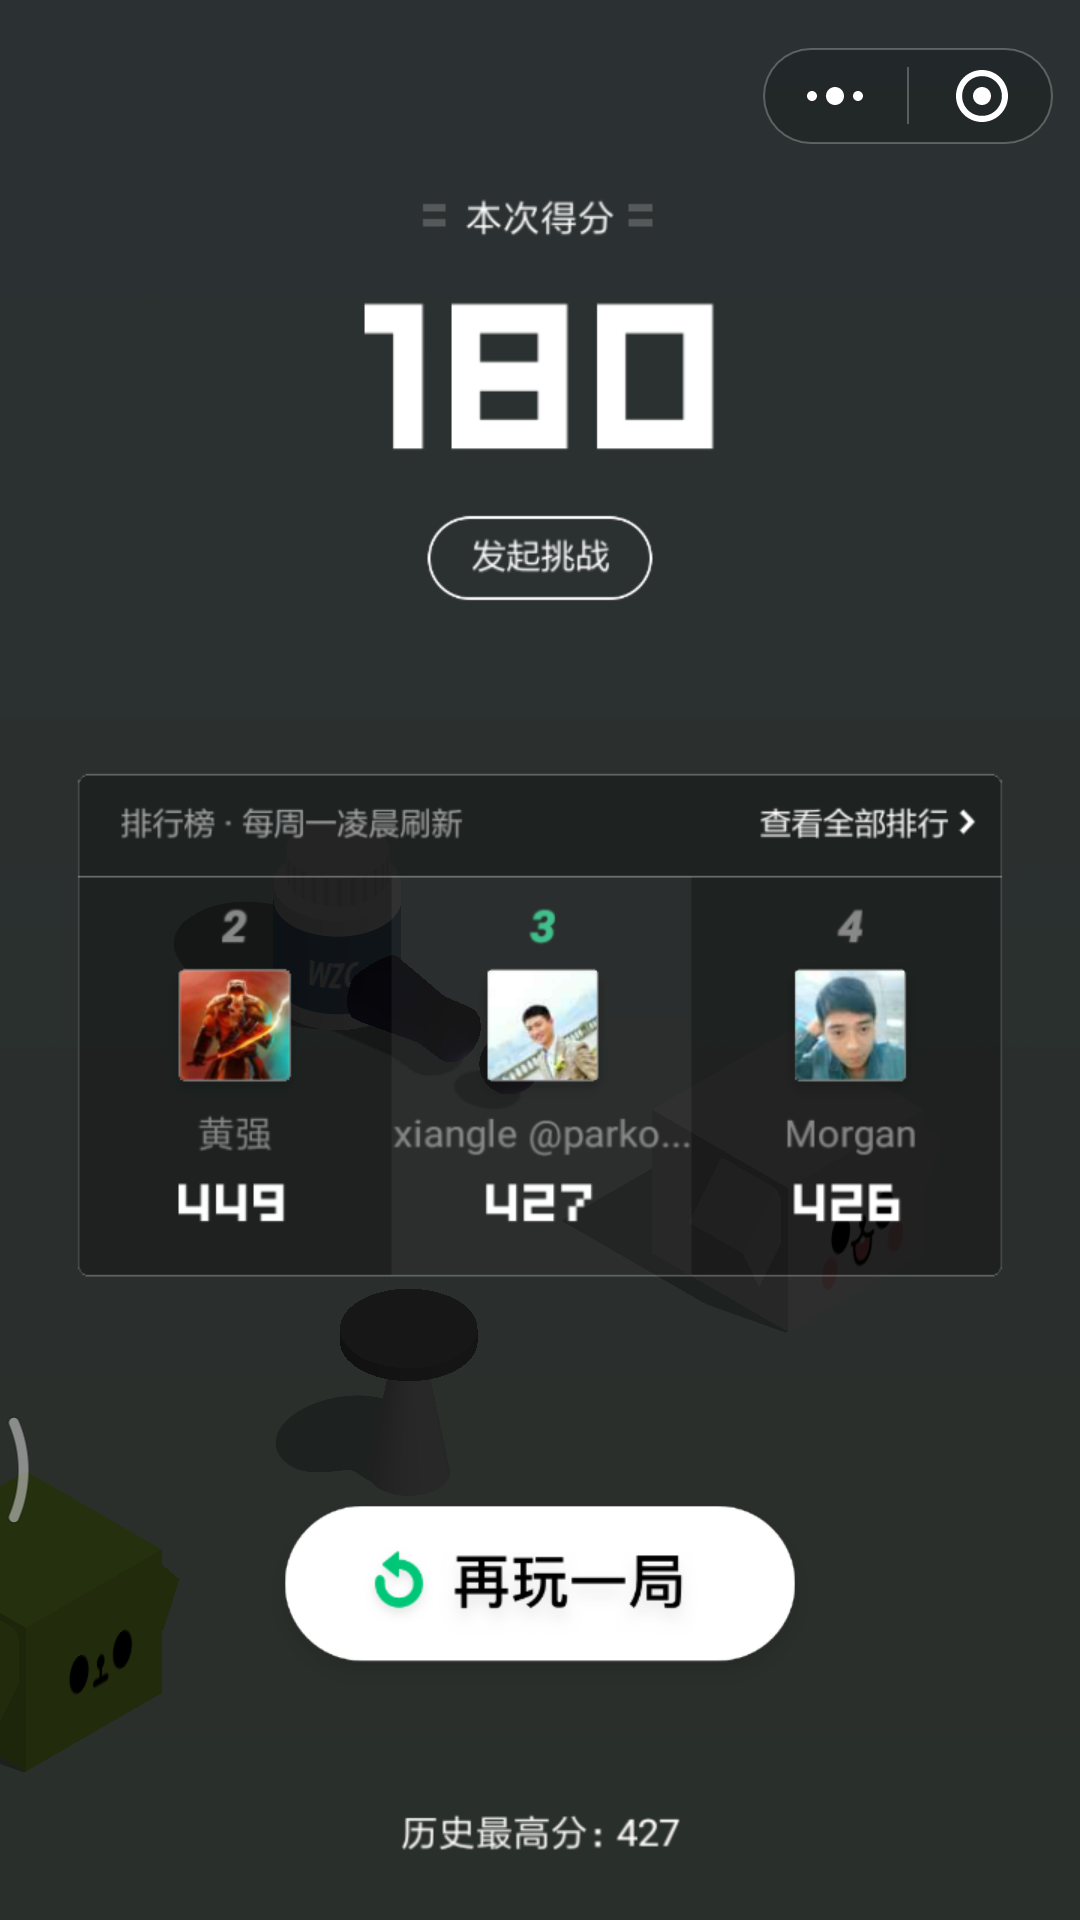 本次得分
180
发起挑战
排行榜 · 每周一凌晨刷新 查看全部排行
2 3 4
黄强 xiangle @parko... Morgan
449 427 426
再玩一局
历史最高分: 427